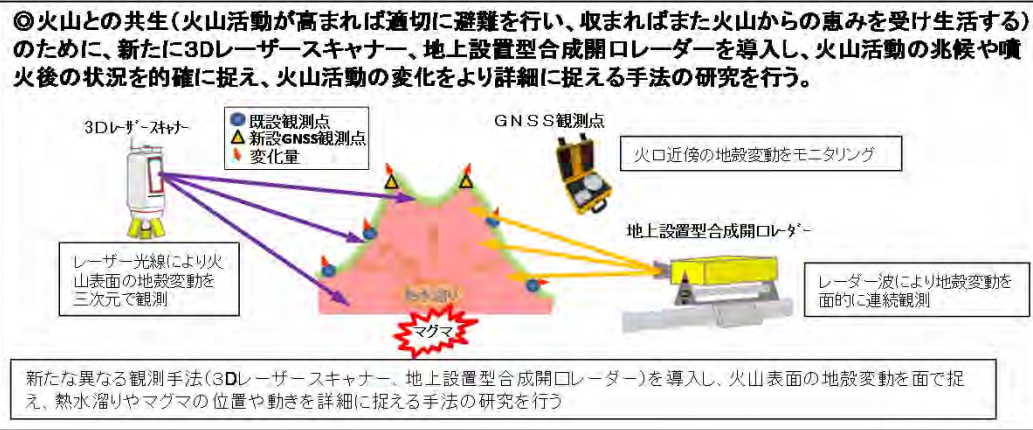 ◎火山との共生（火山活動が高まれば適切に避難を行い、収まればまた火山からの恵みを受け生活する）
のために、新たに3Dレーザースキャナー、地上設置型合成開口レーダーを導入し、火山活動の兆候や噴
火後の状況を的確に捉え、火山活動の変化をより詳細に捉える手法の研究を行う。
3Dﾚｰｻﾞｰｽｷｬﾅｰ
既設観測点
新設GNSS観測点
変化量
GNSS観測点
火口近傍の地殻変動をモニタリング
地上設置型合成開口ﾚｰﾀﾞｰ
レーザー光線により火
山表面の地殻変動を
三次元で観測
レーダー波により地殻変動を
面的に連続観測
熱水溜り
マグマ
新たな異なる観測手法（3Dレーザースキャナー、地上設置型合成開口レーダー）を導入し、火山表面の地殻変動を面で捉
え、熱水溜りやマグマの位置や動きを詳細に捉える手法の研究を行う